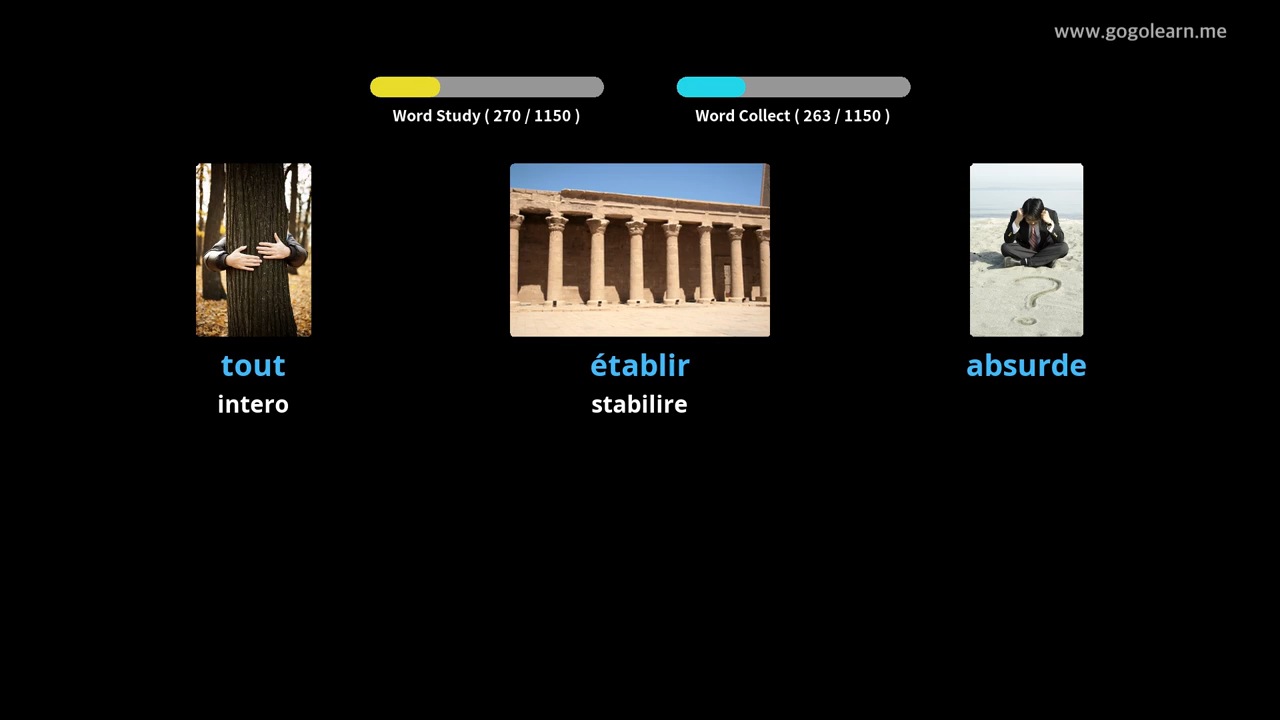 www.gogolearn.me
Word Study ( 270 / 1150 )
Word Collect ( 263 / 1150 )
tout
établir
absurde
intero
stabilire